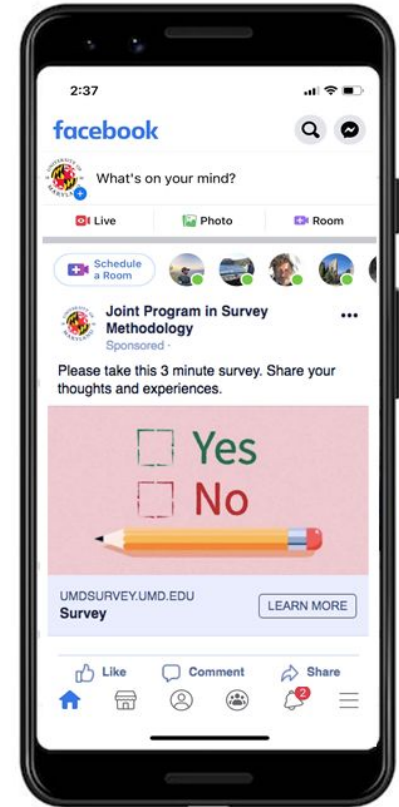 2:37
facebook
What's on your mind?
Live
Photo
Room
Schedule
a Room
Joint Program in Survey
Methodology
Sponsored ·
Please take this 3 minute survey. Share your
thoughts and experiences.
Yes
No
UMDSURVEY.UMD.EDU
Survey
LEARN MORE
Like
Comment
Share
2